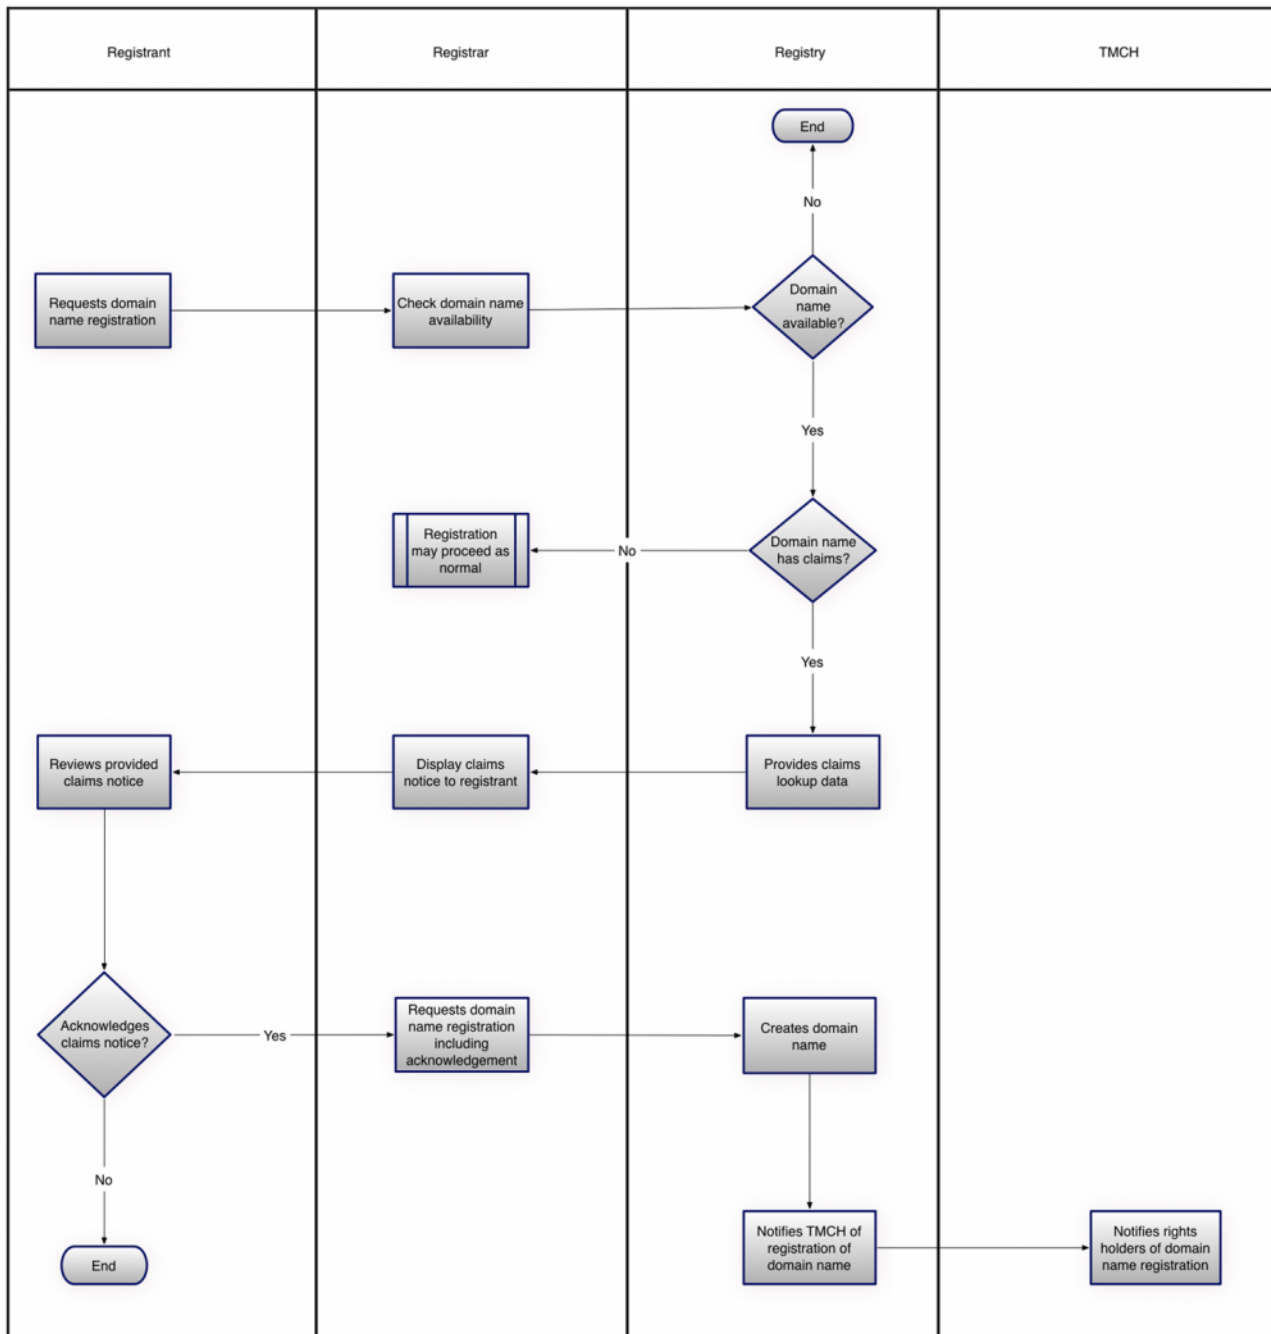 Registrant
Registrar
Registry
TMCH
End
No
Requests domain
name registration
Check domain name
availability
Domain
name
available?
Yes
Registration
may proceed as
normal
No
Domain name
has claims?
Yes
Reviews provided
claims notice
Display claims
notice to registrant
Provides claims
lookup data
Acknowledges
claims notice?
Yes
Requests domain
name registration
including
acknowledgement
Creates domain
name
No
End
Notifies TMCH of
registration of
domain name
Notifies rights
holders of domain
name registration